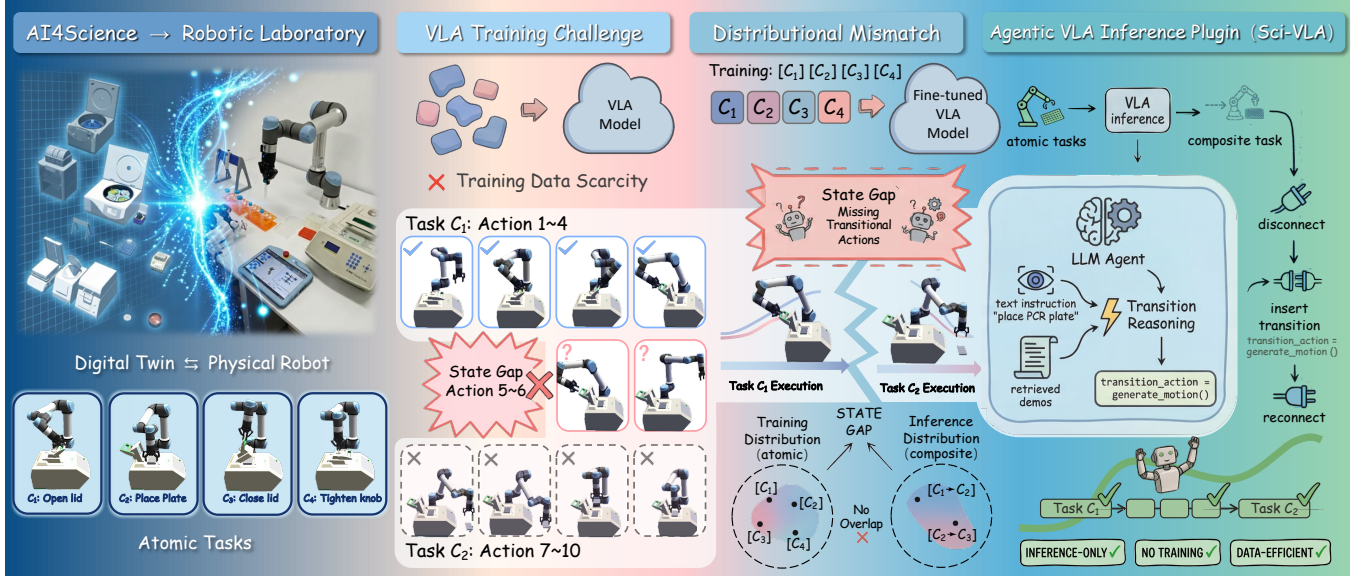 AI4Science → Robotic Laboratory
Digital Twin ⇆ Physical Robot
C₁: Open lid
C₂: Place Plate
C₃: Close lid
C₄: Tighten knob
Atomic Tasks
VLA Training Challenge
VLA
Model
✕ Training Data Scarcity
Task C₁: Action 1~4
State Gap
Action 5~6
?
?
Task C₂: Action 7~10
Distributional Mismatch
Training: [C₁] [C₂] [C₃] [C₄]
C₁ C₂ C₃ C₄
Fine-tuned
VLA
Model
State Gap
Missing
Transitional
Actions
Task C₁ Execution
Task C₂ Execution
Training
Distribution
(atomic)
STATE
GAP
Inference
Distribution
(composite)
[C₁]
[C₂]
[C₃]
[C₄]
No
Overlap
[C₁→C₂]
[C₂→C₃]
Agentic VLA Inference Plugin (Sci-VLA)
atomic tasks
VLA
inference
composite task
LLM Agent
text instruction
"place PCR plate"
Transition
Reasoning
retrieved
demos
transition_action =
generate_motion()
disconnect
insert
transition
transition_action =
generate_motion ()
reconnect
Task C₁
Task C₂
INFERENCE-ONLY ✓
NO TRAINING ✓
DATA-EFFICIENT ✓